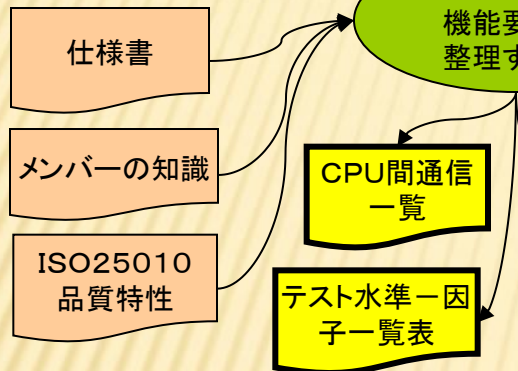 仕様書
機能要
整理す
メンバーの知識
CPU間通信
一覧
ISO25010
品質特性
テスト水準－因
子一覧表